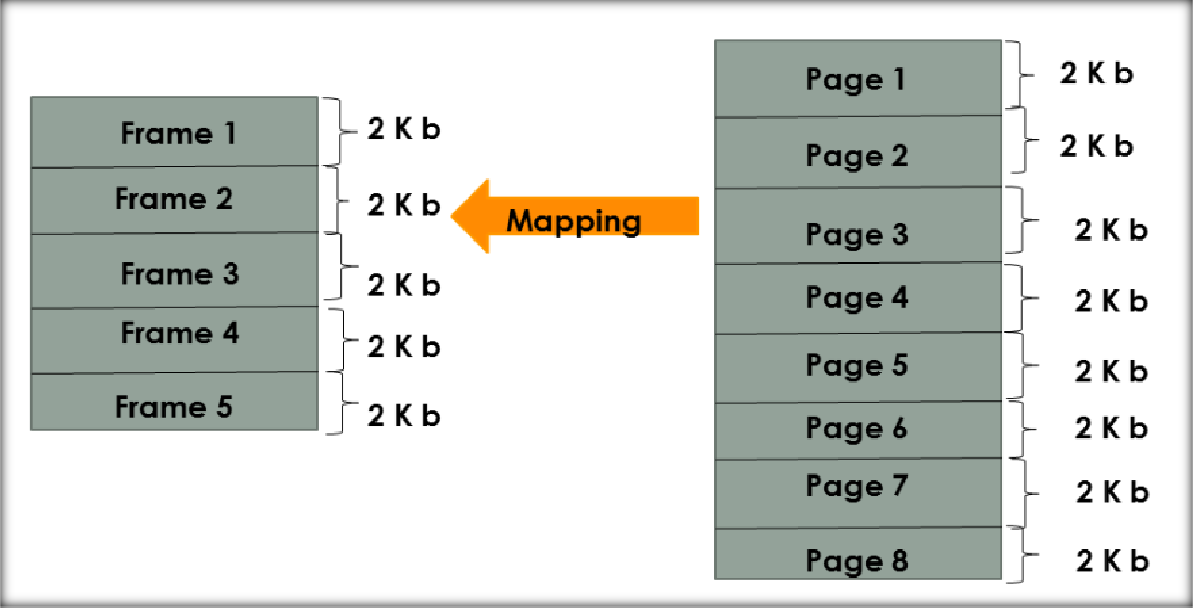 Frame 1
2 K b
Frame 2
2 K b
Frame 3
2 K b
Frame 4
2 K b
Frame 5
2 K b
Mapping
Page 1
2 K b
Page 2
2 K b
Page 3
2 K b
Page 4
2 K b
Page 5
2 K b
Page 6
2 K b
Page 7
2 K b
Page 8
2 K b